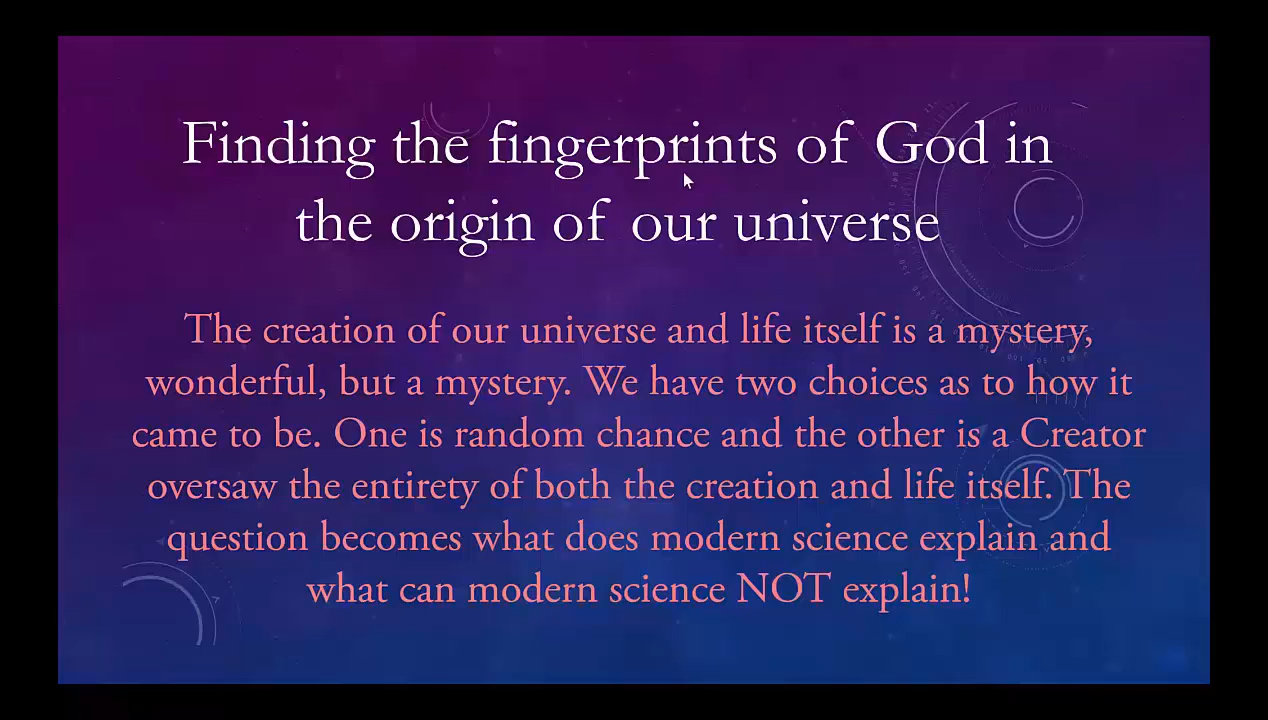 Finding the fingerprints of God in
the origin of our universe
The creation of our universe and life itself is a mystery,
wonderful, but a mystery. We have two choices as to how it
came to be. One is random chance and the other is a Creator
oversaw the entirety of both the creation and life itself. The
question becomes what does modern science explain and
what can modern science NOT explain!